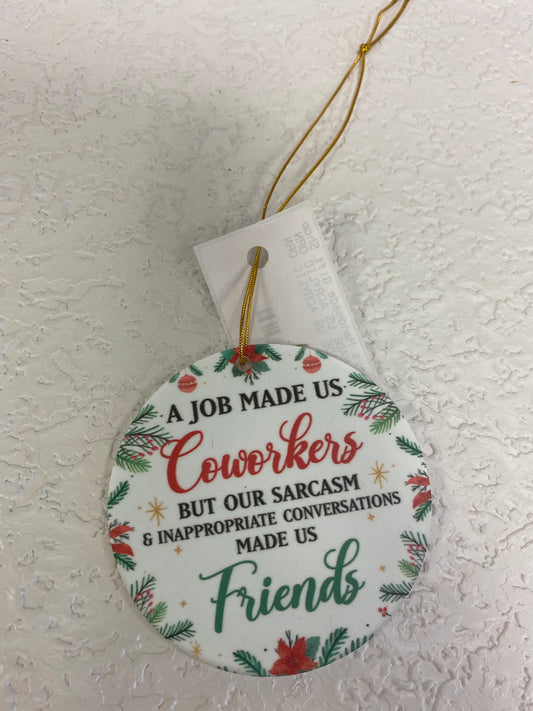 A JOB MADE US
Coworkers
BUT OUR SARCASM
& INAPPROPRIATE CONVERSATIONS
MADE US
Friends